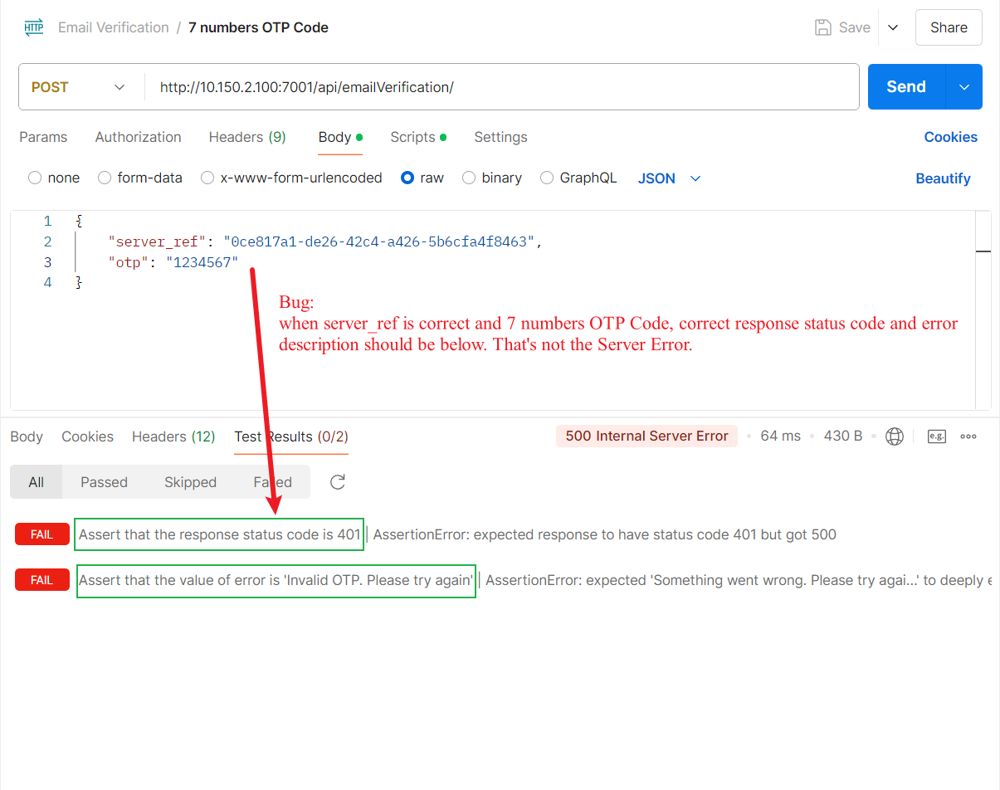 HTTP Email Verification / 7 numbers OTP Code Save Share
POST http://10.150.2.100:7001/api/emailVerification/ Send
Params Authorization Headers (9) Body Scripts Settings Cookies
none form-data x-www-form-urlencoded raw binary GraphQL JSON Beautify
1 {
2 "server_ref": "0ce817a1-de26-42c4-a426-5b6cfa4f8463",
3 "otp": "1234567"
4 }
Bug:
when server_ref is correct and 7 numbers OTP Code, correct response status code and error
description should be below. That's not the Server Error.
Body Cookies Headers (12) Test Results (0/2) 500 Internal Server Error • 64 ms • 430 B • e.g.
All Passed Skipped Failed
FAIL Assert that the response status code is 401 | AssertionError: expected response to have status code 401 but got 500
FAIL Assert that the value of error is 'Invalid OTP. Please try again' | AssertionError: expected 'Something went wrong. Please try agai...' to deeply e